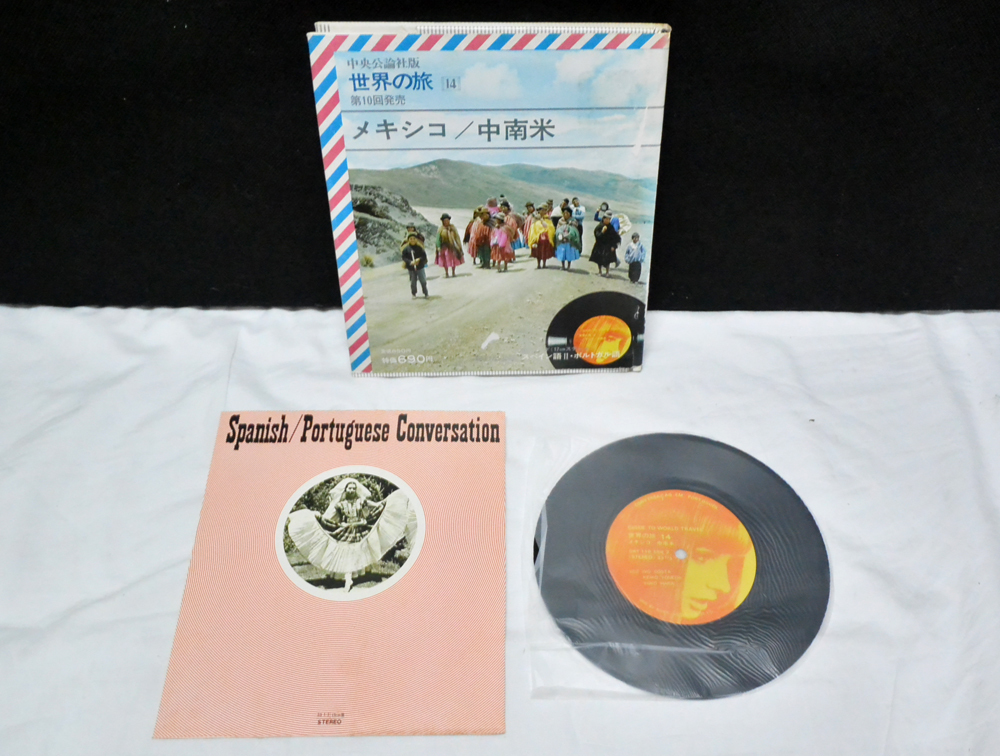 中央公論社版
世界の旅 [14]
第10回発売
メキシコ／中南米
スペイン語II・ポルトガル語
特価690円
Spanish/Portuguese Conversation
STEREO
世界の旅 14